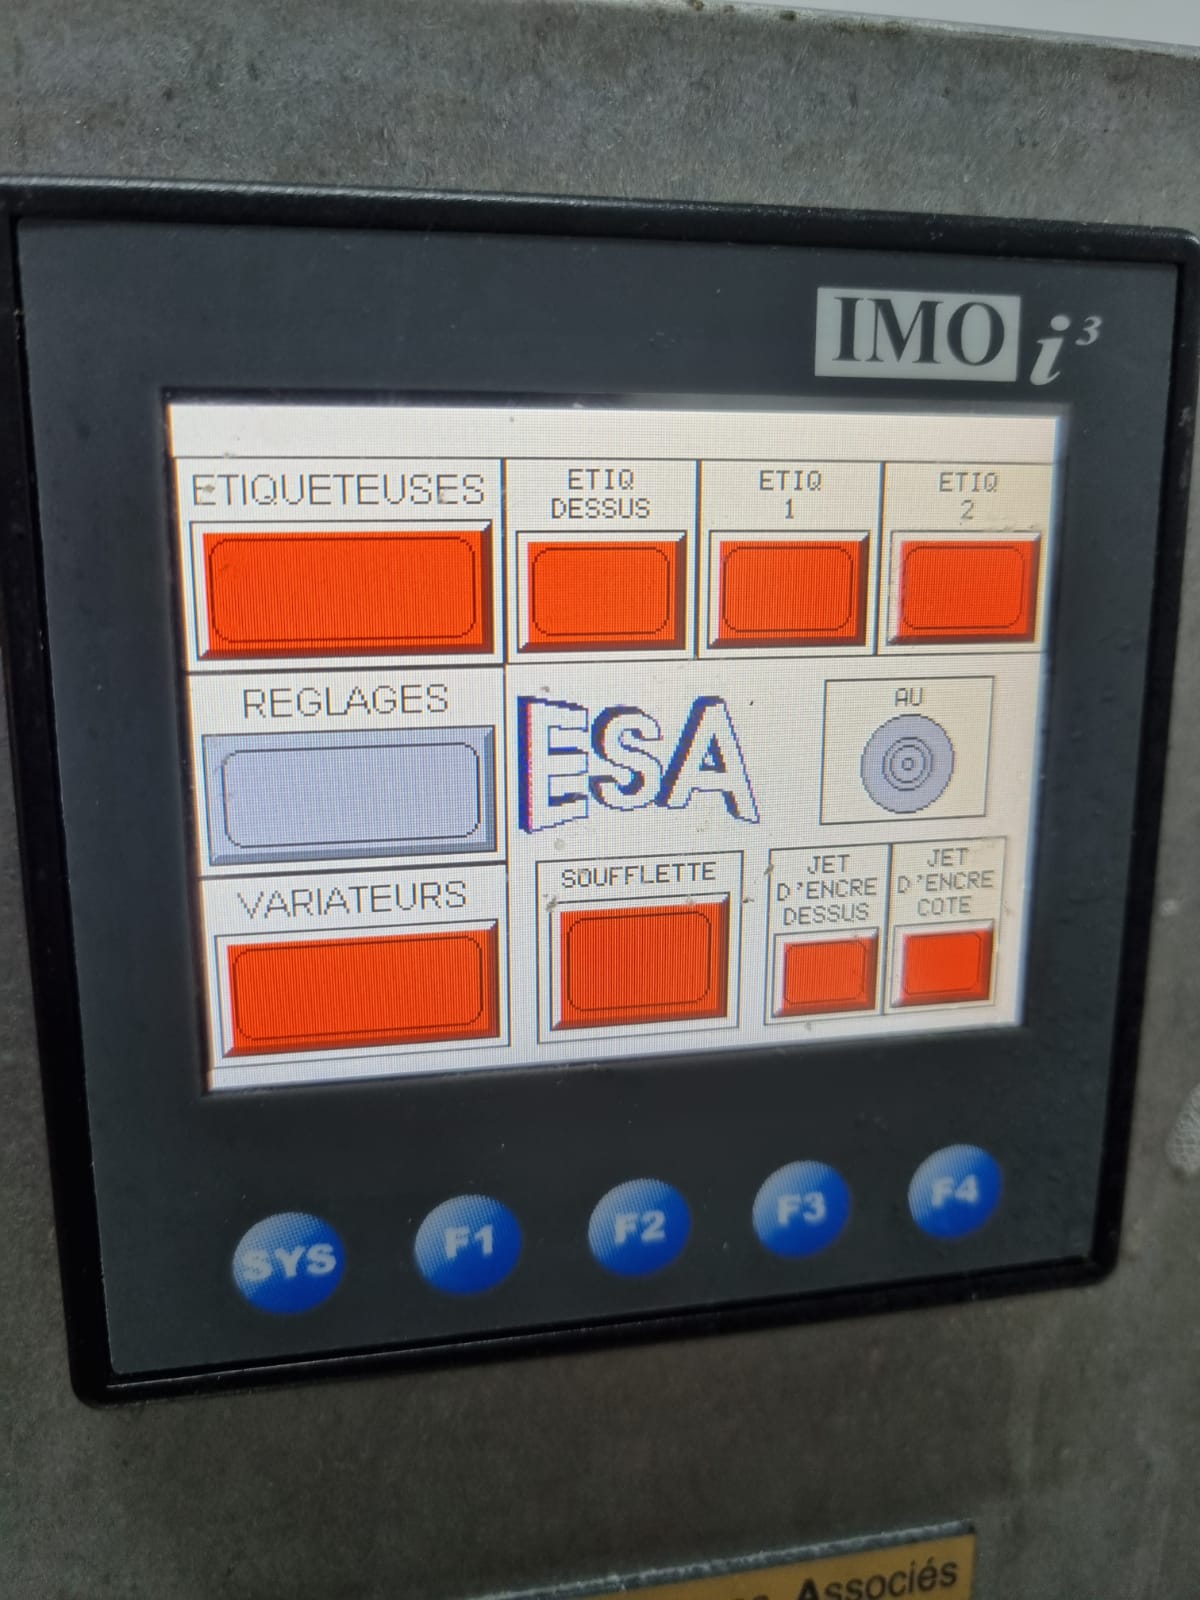 IMO i³
ETIQUETEUSES
ETIQ
DESSUS
ETIQ
1
ETIQ
2
REGLAGES
ESA
AU
VARIATEURS
SOUFFLETTE
JET
D'ENCRE
DESSUS
JET
D'ENCRE
COTE
SYS
F1
F2
F3
F4
Associés